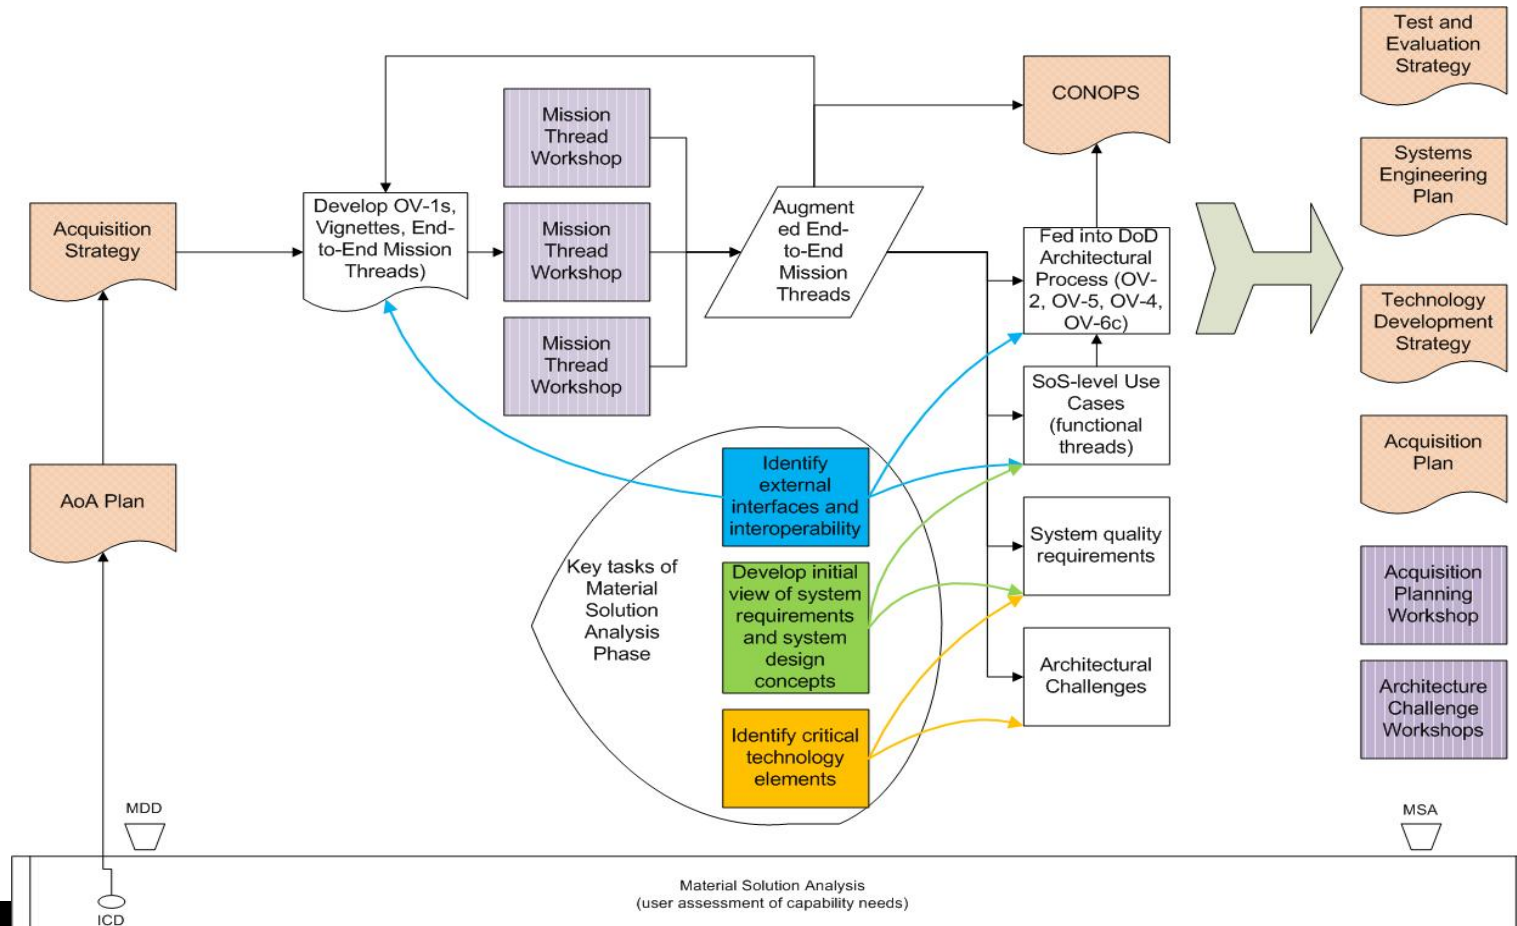 Test and
Evaluation
Strategy
CONOPS
Mission
Thread
Workshop
Systems
Engineering
Plan
Acquisition
Strategy
Develop OV-1s,
Vignettes, End-
to-End Mission
Threads)
Mission
Thread
Workshop
Augment
ed End-
to-End
Mission
Threads
Fed into DoD
Architectural
Process (OV-
2, OV-5, OV-4,
OV-6c)
Technology
Development
Strategy
Mission
Thread
Workshop
SoS-level Use
Cases
(functional
threads)
Acquisition
Plan
AoA Plan
Identify
external
interfaces and
interoperability
System quality
requirements
Key tasks of
Material
Solution
Analysis
Phase
Develop initial
view of system
requirements
and system
design
concepts
Acquisition
Planning
Workshop
Architectural
Challenges
Architecture
Challenge
Workshops
Identify critical
technology
elements
MDD
MSA
Material Solution Analysis
(user assessment of capability needs)
ICD